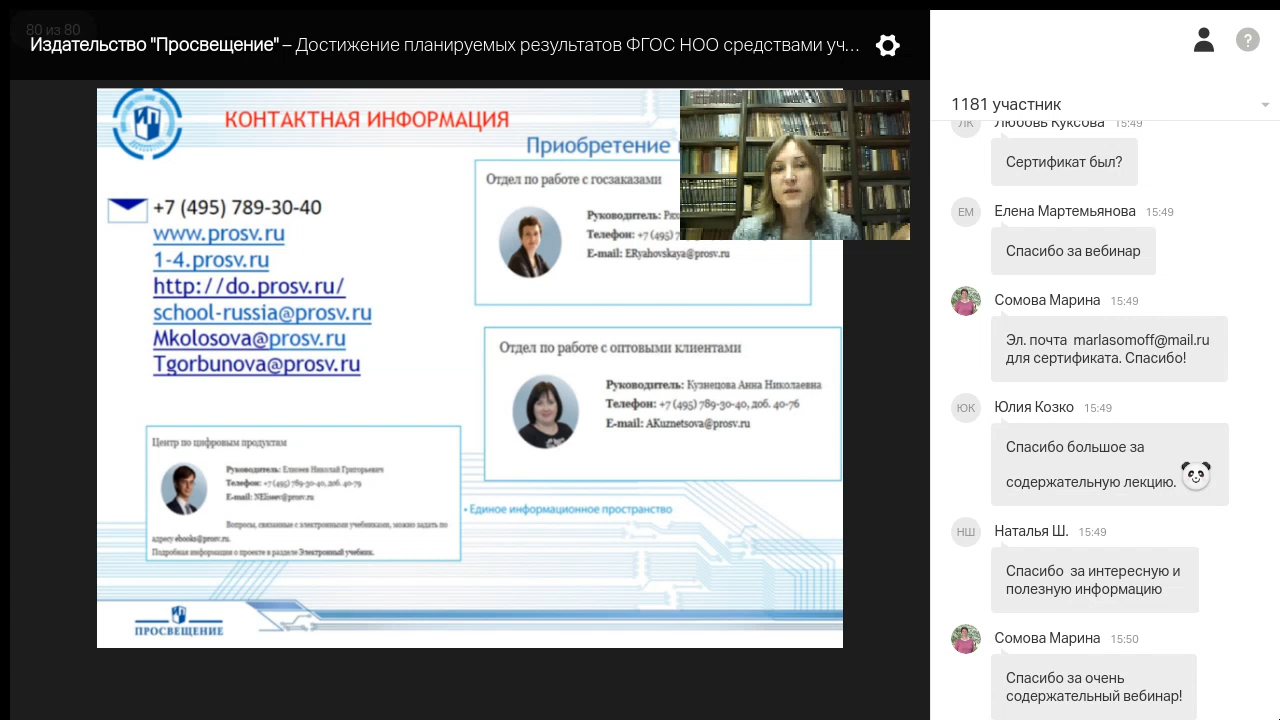 80 из 80
Издательство "Просвещение" – Достижение планируемых результатов ФГОС НОО средствами уч...
КОНТАКТНАЯ ИНФОРМАЦИЯ
Приобретение
+7 (495) 789-30-40
www.prosv.ru
1-4.prosv.ru
http://do.prosv.ru/
school-russia@prosv.ru
Mkolosova@prosv.ru
Tgorbunova@prosv.ru
Отдел по работе с госзаказами
Руководитель: Рях
Телефон: +7 (495) 7
E-mail: ERyahovskaya@prosv.ru
Отдел по работе с оптовыми клиентами
Руководитель: Кузнецова Анна Николаевна
Телефон: +7 (495) 789-30-40, доб. 40-76
E-mail: AKuznetsova@prosv.ru
Центр по цифровым продуктам
Руководитель: Елисеев Николай Григорьевич
Телефон: +7 (495) 789-30-40, доб. 40-79
E-mail: NEliseev@prosv.ru
Вопросы, связанные с электронными учебниками, можно задать по
адресу ebooks@prosv.ru.
Подробная информация о проекте в разделе Электронный учебник.
• Единое информационное пространство
ПРОСВЕЩЕНИЕ
1181 участник
ЛК Любовь Куксова 15:49
Сертификат был?
ЕМ Елена Мартемьянова 15:49
Спасибо за вебинар
Сомова Марина 15:49
Эл. почта marlasomoff@mail.ru
для сертификата. Спасибо!
ЮК Юлия Козко 15:49
Спасибо большое за
содержательную лекцию.
НШ Наталья Ш. 15:49
Спасибо за интересную и
полезную информацию
Сомова Марина 15:50
Спасибо за очень
содержательный вебинар!